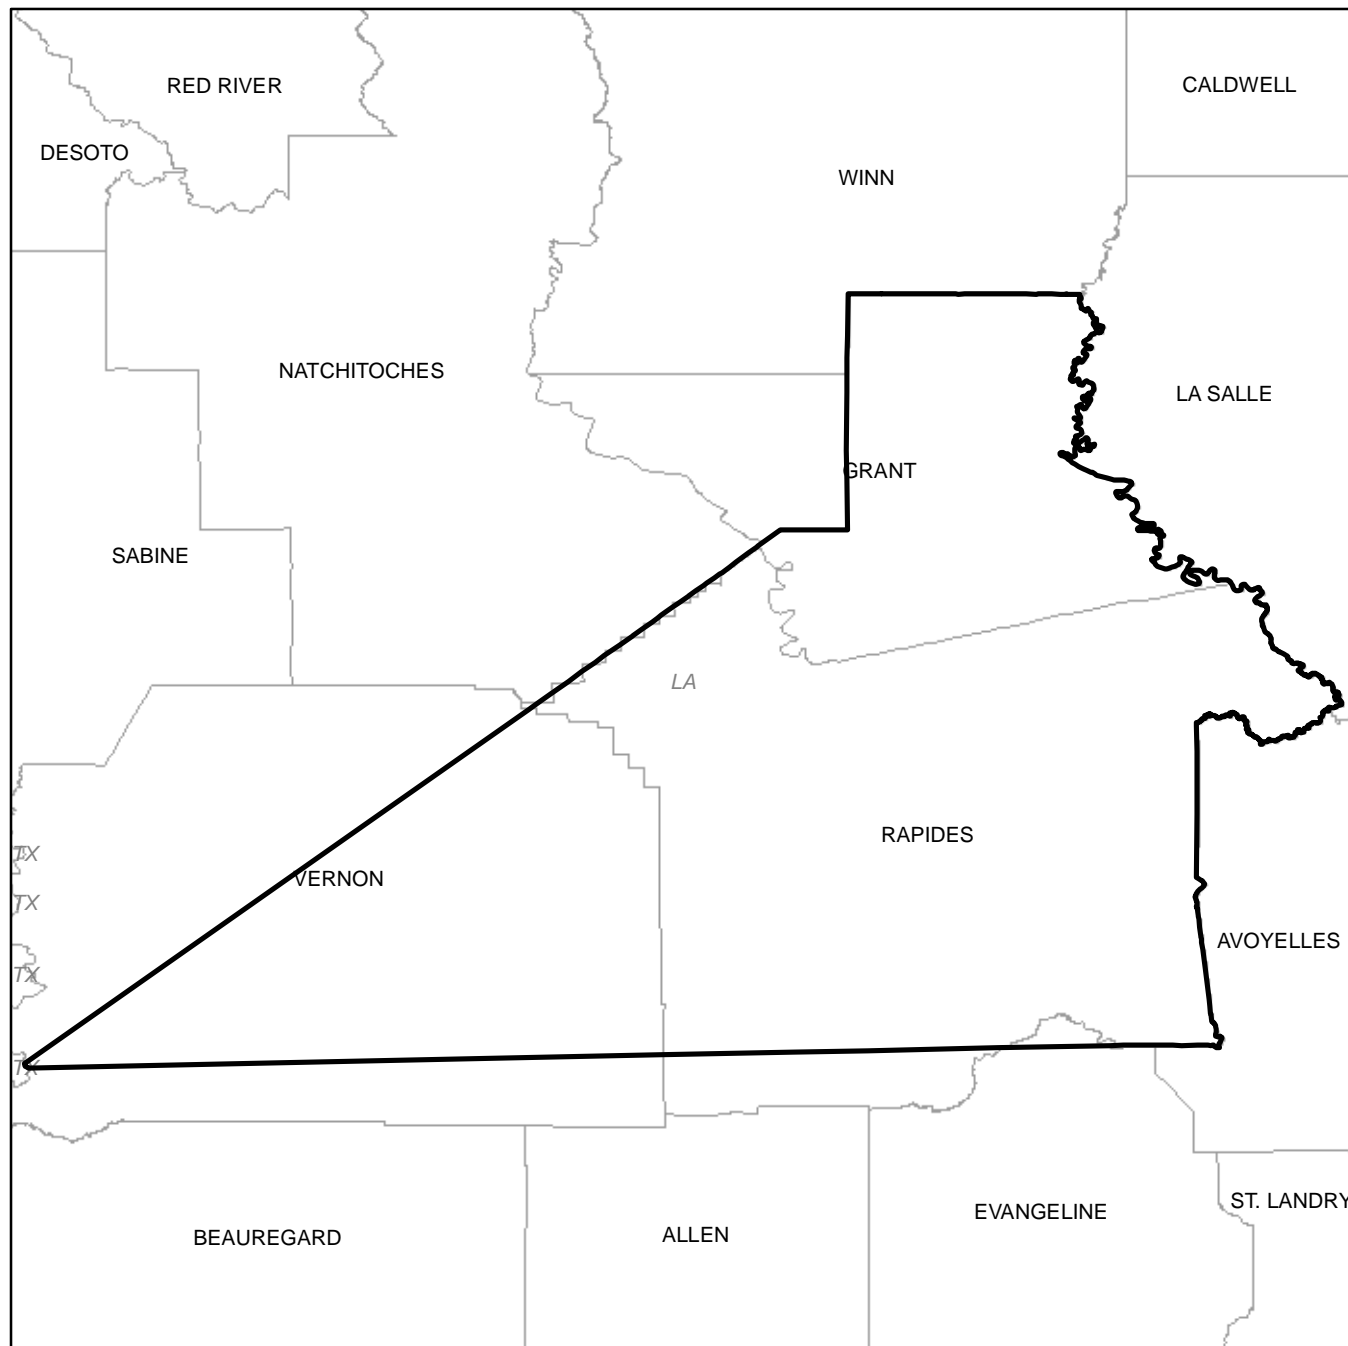 RED RIVER
CALDWELL
DESOTO
WINN
NATCHITOCHES
LA SALLE
GRANT
SABINE
LA
RAPIDES
TX
VERNON
TX
AVOYELLES
TX
TX
ST. LANDRY
EVANGELINE
BEAUREGARD
ALLEN